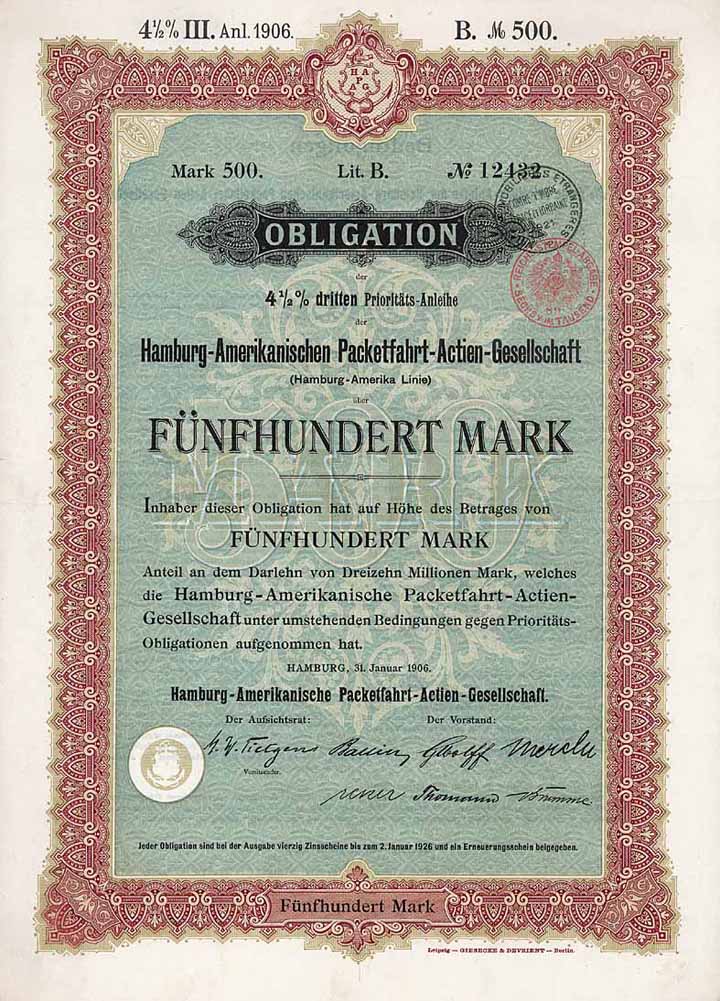 4½% III. Anl. 1906. B. ℳ 500.
H A P A G
Mark 500. Lit. B. № 12432
OBLIGATION
der
4½% dritten Prioritäts-Anleihe
der
Hamburg-Amerikanischen Packetfahrt-Actien-Gesellschaft
(Hamburg-Amerika Linie)
über
FÜNFHUNDERT MARK
500
MARK
Inhaber dieser Obligation hat auf Höhe des Betrages von
FÜNFHUNDERT MARK
Anteil an dem Darlehn von Dreizehn Millionen Mark, welches
die Hamburg-Amerikanische Packetfahrt-Actien-
Gesellschaft unter umstehenden Bedingungen gegen Prioritäts-
Obligationen aufgenommen hat.
HAMBURG, 31. Januar 1906.
Hamburg-Amerikanische Packetfahrt-Actien-Gesellschaft.
Der Aufsichtsrat: Der Vorstand:
Ballin
Vorsitzender.
Thomann
Jeder Obligation sind bei der Ausgabe vierzig Zinsscheine bis zum 2. Januar 1926 und ein Erneuerungsschein beigegeben.
Fünfhundert Mark
Leipzig — GIESECKE & DEVRIENT — Berlin.